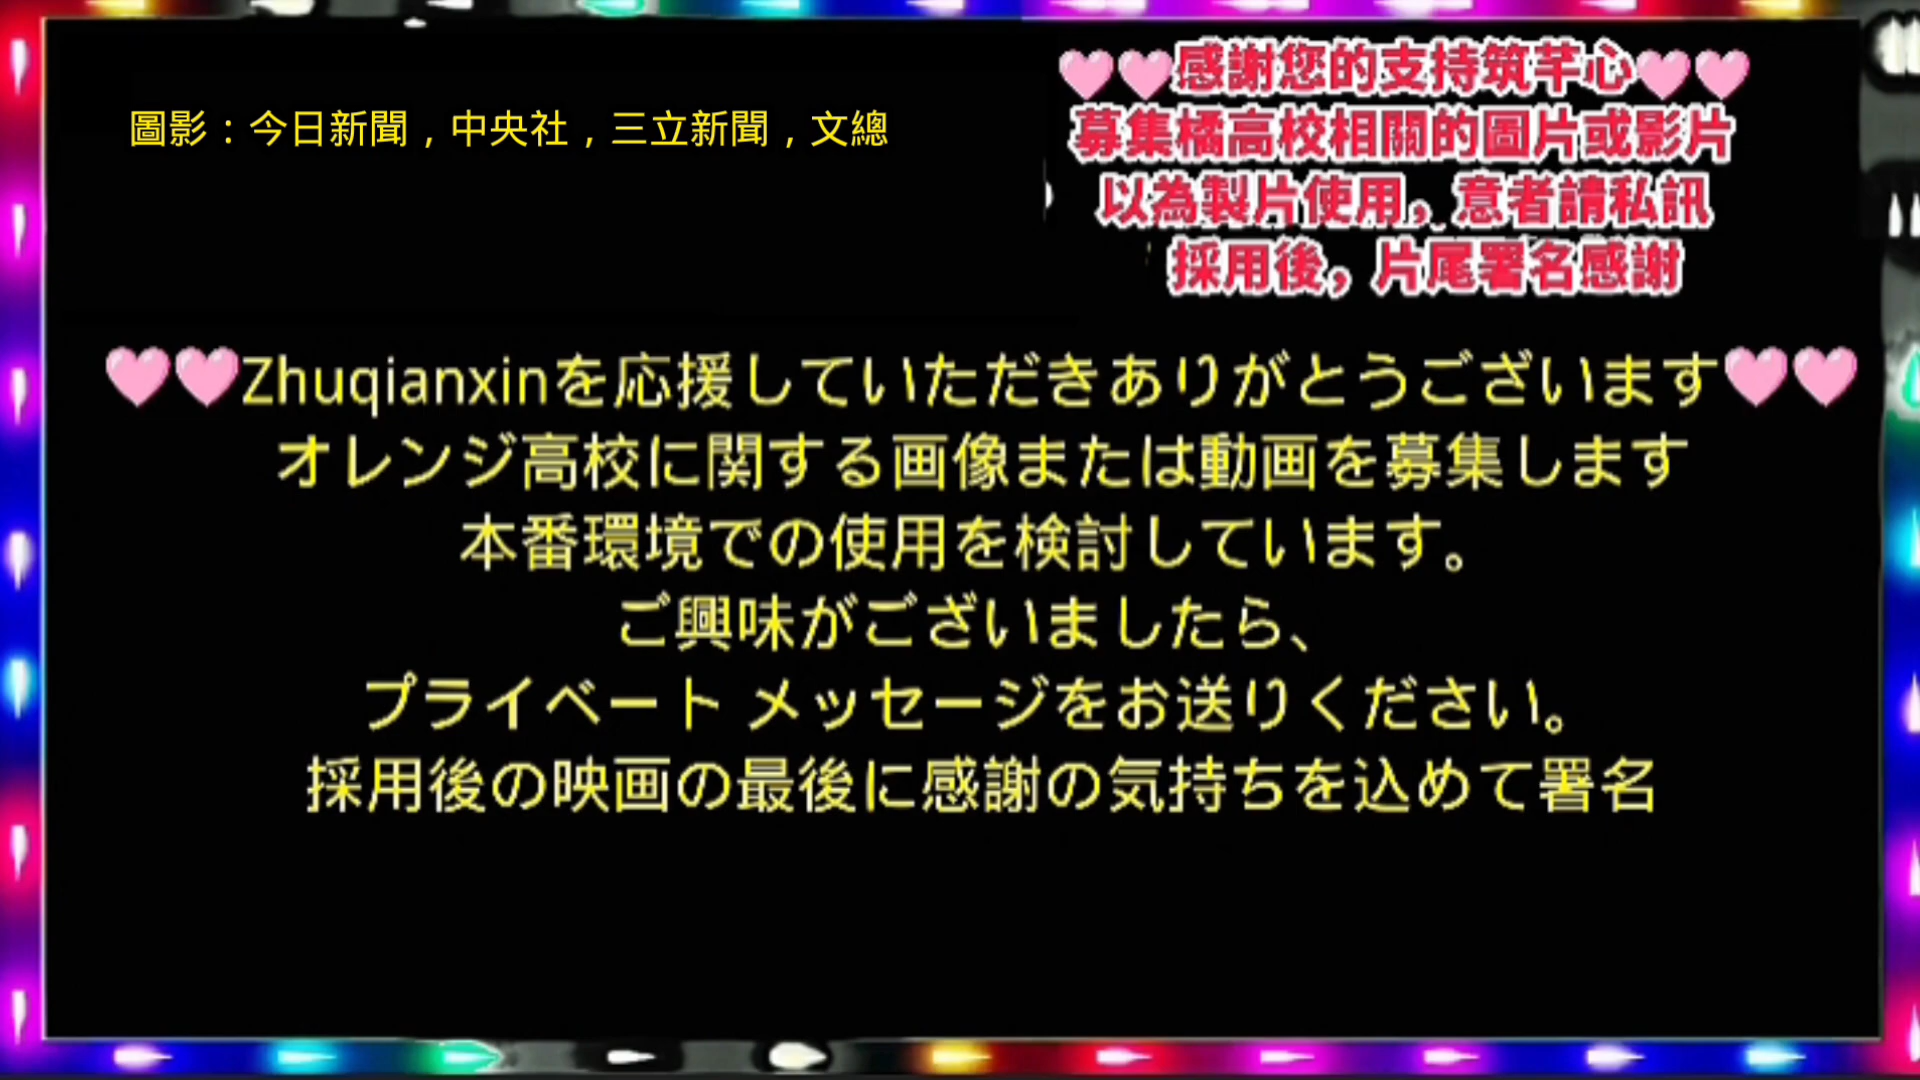 圖影：今日新聞，中央社，三立新聞，文總
🩷🩷感謝您的支持筑芊心🩷🩷
募集橘高校相關的圖片或影片
以為製片使用，意者請私訊
採用後，片尾署名感謝
🩷🩷Zhuqianxinを応援していただきありがとうございます🩷🩷
オレンジ高校に関する画像または動画を募集します
本番環境での使用を検討しています。
ご興味がございましたら、
プライベート メッセージをお送りください。
採用後の映画の最後に感謝の気持ちを込めて署名